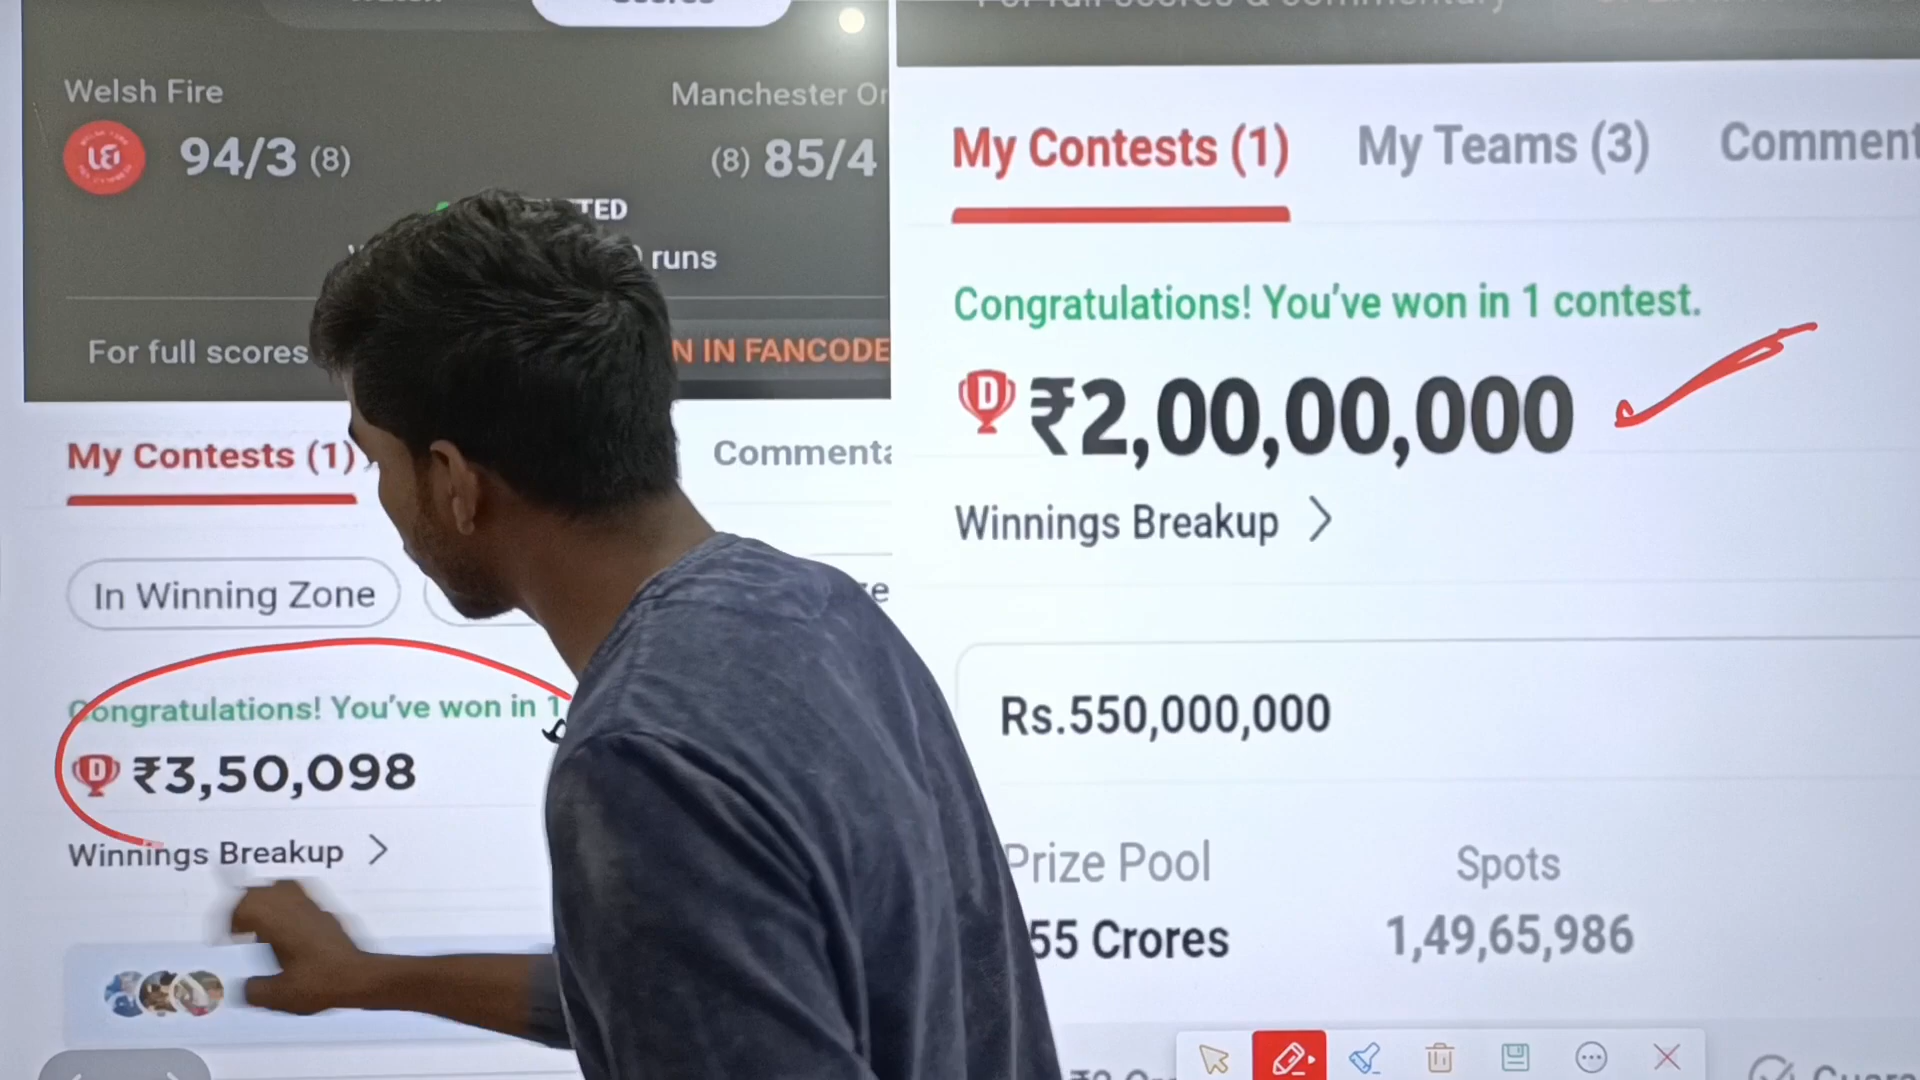 Welsh Fire
94/3 (8)
Manchester Or
(8) 85/4
TED
runs
For full scores
N IN FANCODE
My Contests (1)
Commenta
In Winning Zone
Congratulations! You've won in 1
D ₹3,50,098
Winnings Breakup
My Contests (1)
My Teams (3)
Comment
Congratulations! You've won in 1 contest.
D ₹2,00,00,000
Winnings Breakup
Rs.550,000,000
Prize Pool
Spots
55 Crores
1,49,65,986